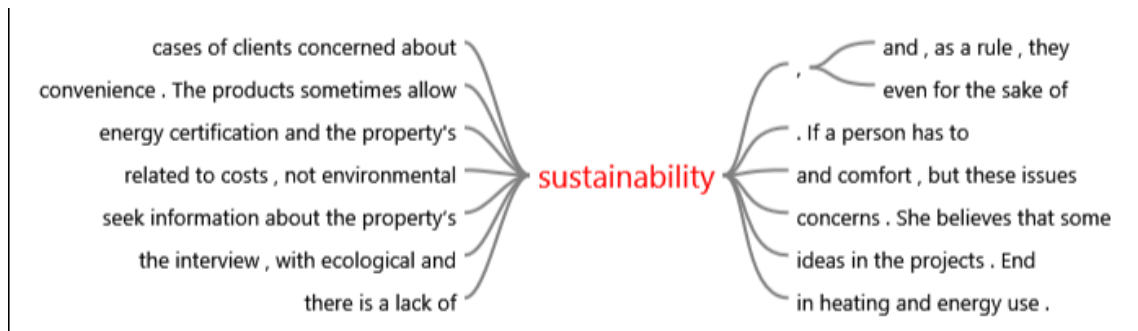 cases of clients concerned about
convenience . The products sometimes allow
energy certification and the property's
related to costs , not environmental
seek information about the property's
the interview , with ecological and
there is a lack of
sustainability
,
and , as a rule , they
even for the sake of
. If a person has to
and comfort , but these issues
concerns . She believes that some
ideas in the projects . End
in heating and energy use .